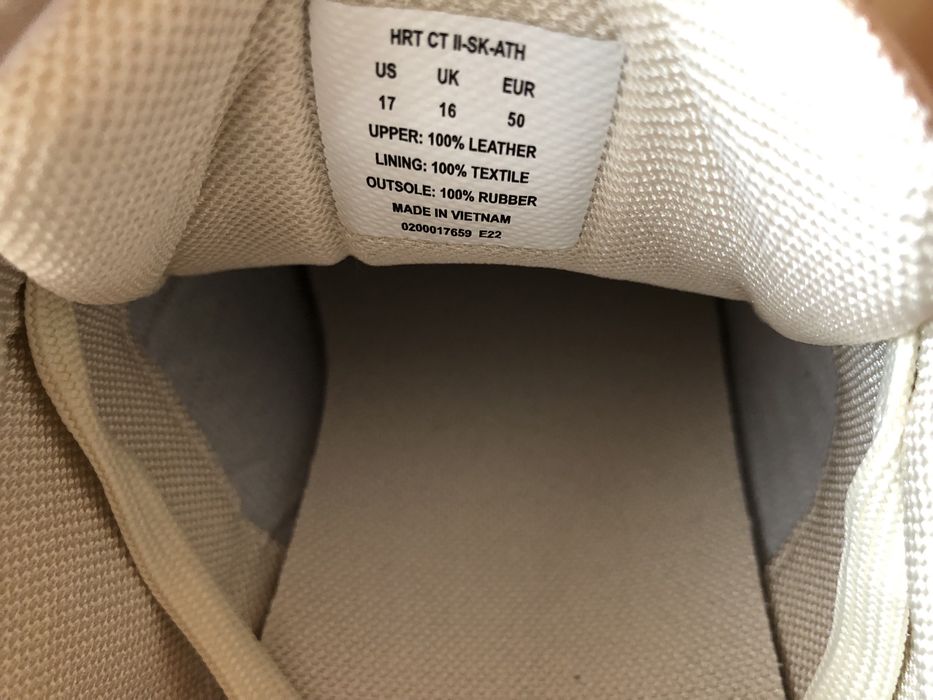 HRT CT II-SK-ATH
US UK EUR
17 16 50
UPPER: 100% LEATHER
LINING: 100% TEXTILE
OUTSOLE: 100% RUBBER
MADE IN VIETNAM
0200017659 E22